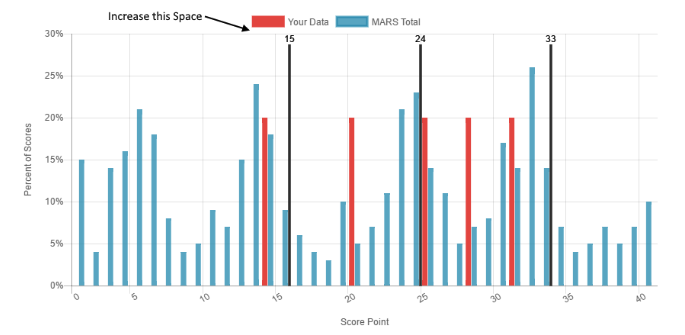 Increase this Space
Your Data MARS Total
15 24 33
30%
25%
20%
15%
10%
5%
0%
Percent of Scores
0 5 10 15 20 25 30 35 40
Score Point